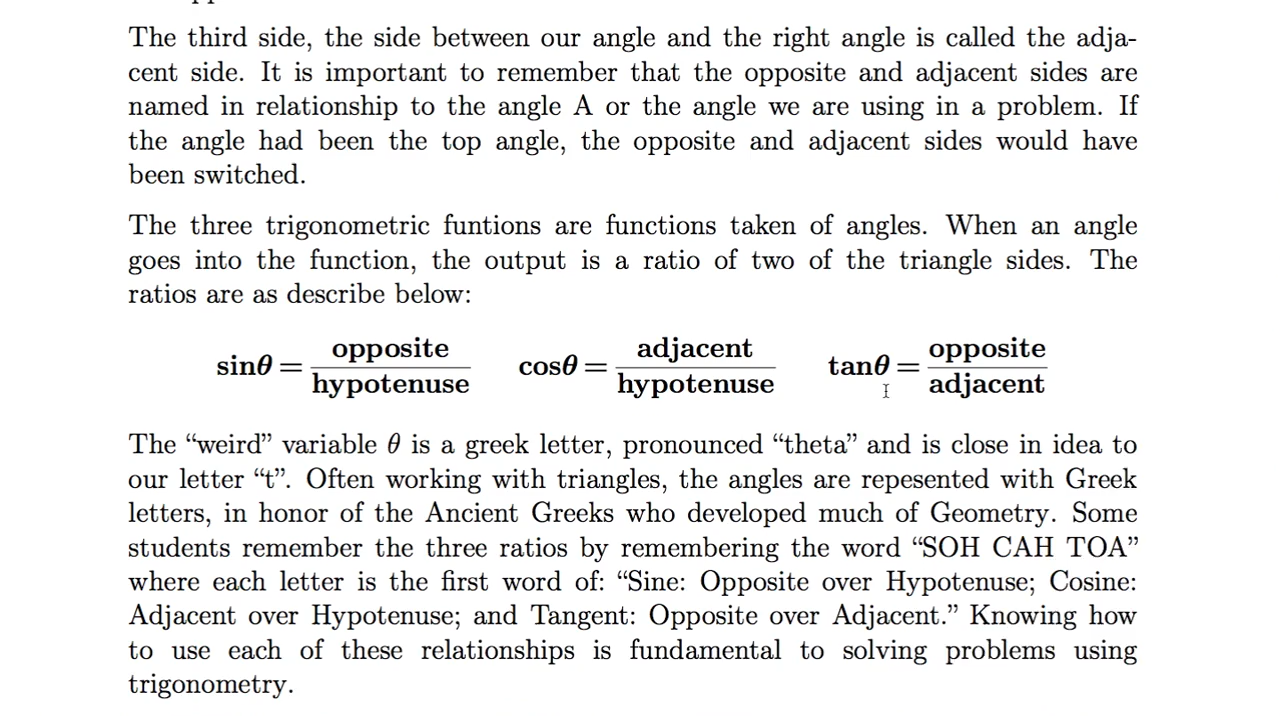 The third side, the side between our angle and the right angle is called the adja-
cent side. It is important to remember that the opposite and adjacent sides are
named in relationship to the angle A or the angle we are using in a problem. If
the angle had been the top angle, the opposite and adjacent sides would have
been switched.
The three trigonometric funtions are functions taken of angles. When an angle
goes into the function, the output is a ratio of two of the triangle sides. The
ratios are as describe below:
sinθ = opposite/hypotenuse cosθ = adjacent/hypotenuse tanθ = opposite/adjacent
The “weird” variable θ is a greek letter, pronounced “theta” and is close in idea to
our letter “t”. Often working with triangles, the angles are repesented with Greek
letters, in honor of the Ancient Greeks who developed much of Geometry. Some
students remember the three ratios by remembering the word “SOH CAH TOA”
where each letter is the first word of: “Sine: Opposite over Hypotenuse; Cosine:
Adjacent over Hypotenuse; and Tangent: Opposite over Adjacent.” Knowing how
to use each of these relationships is fundamental to solving problems using
trigonometry.